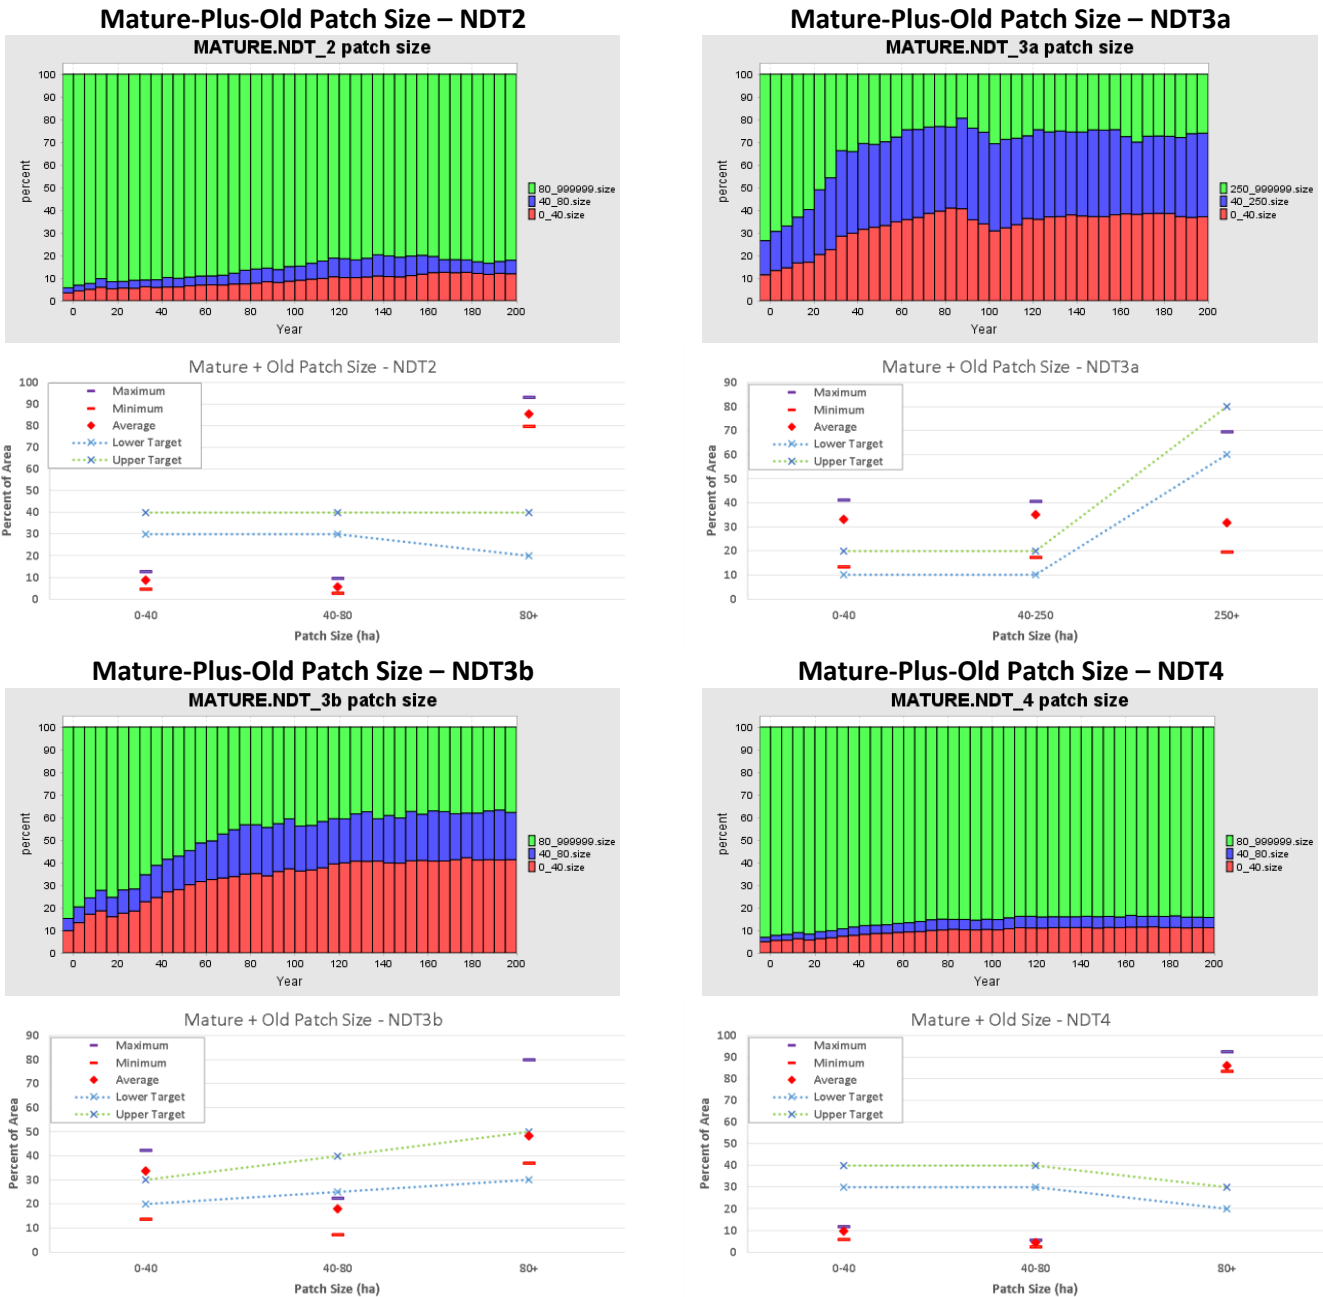 Mature-Plus-Old Patch Size – NDT2
MATURE.NDT_2 patch size
percent
100
90
80
70
60
50
40
30
20
10
0
0 20 40 60 80 100 120 140 160 180 200
Year
80_999999.size
40_80.size
0_40.size
Mature + Old Patch Size - NDT2
Percent of Area
100
90
80
70
60
50
40
30
20
10
0
Maximum
Minimum
Average
Lower Target
Upper Target
0-40 40-80 80+
Patch Size (ha)
Mature-Plus-Old Patch Size – NDT3a
MATURE.NDT_3a patch size
percent
100
90
80
70
60
50
40
30
20
10
0
0 20 40 60 80 100 120 140 160 180 200
Year
250_999999.size
40_250.size
0_40.size
Mature + Old Patch Size - NDT3a
Percent of Area
90
80
70
60
50
40
30
20
10
0
Maximum
Minimum
Average
Lower Target
Upper Target
0-40 40-250 250+
Patch Size (ha)
Mature-Plus-Old Patch Size – NDT3b
MATURE.NDT_3b patch size
percent
100
90
80
70
60
50
40
30
20
10
0
0 20 40 60 80 100 120 140 160 180 200
Year
80_999999.size
40_80.size
0_40.size
Mature + Old Patch Size - NDT3b
Percent of Area
90
80
70
60
50
40
30
20
10
0
Maximum
Minimum
Average
Lower Target
Upper Target
0-40 40-80 80+
Patch Size (ha)
Mature-Plus-Old Patch Size – NDT4
MATURE.NDT_4 patch size
percent
100
90
80
70
60
50
40
30
20
10
0
0 20 40 60 80 100 120 140 160 180 200
Year
80_999999.size
40_80.size
0_40.size
Mature + Old Size - NDT4
Percent of Area
100
90
80
70
60
50
40
30
20
10
0
Maximum
Minimum
Average
Lower Target
Upper Target
0-40 40-80 80+
Patch Size (ha)